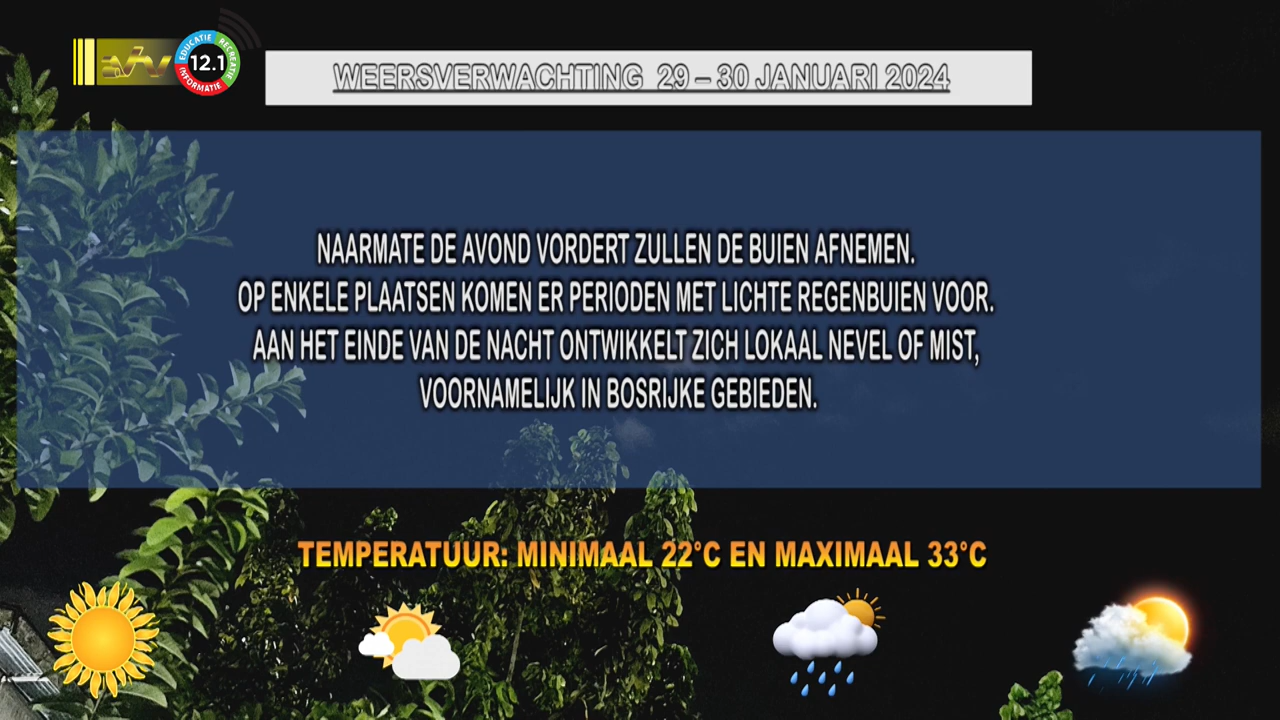 EDUCATIE
RECREATIE
INFORMATIE
12.1
WEERSVERWACHTING 29 – 30 JANUARI 2024
NAARMATE DE AVOND VORDERT ZULLEN DE BUIEN AFNEMEN.
OP ENKELE PLAATSEN KOMEN ER PERIODEN MET LICHTE REGENBUIEN VOOR.
AAN HET EINDE VAN DE NACHT ONTWIKKELT ZICH LOKAAL NEVEL OF MIST,
VOORNAMELIJK IN BOSRIJKE GEBIEDEN.
TEMPERATUUR: MINIMAAL 22°C EN MAXIMAAL 33°C